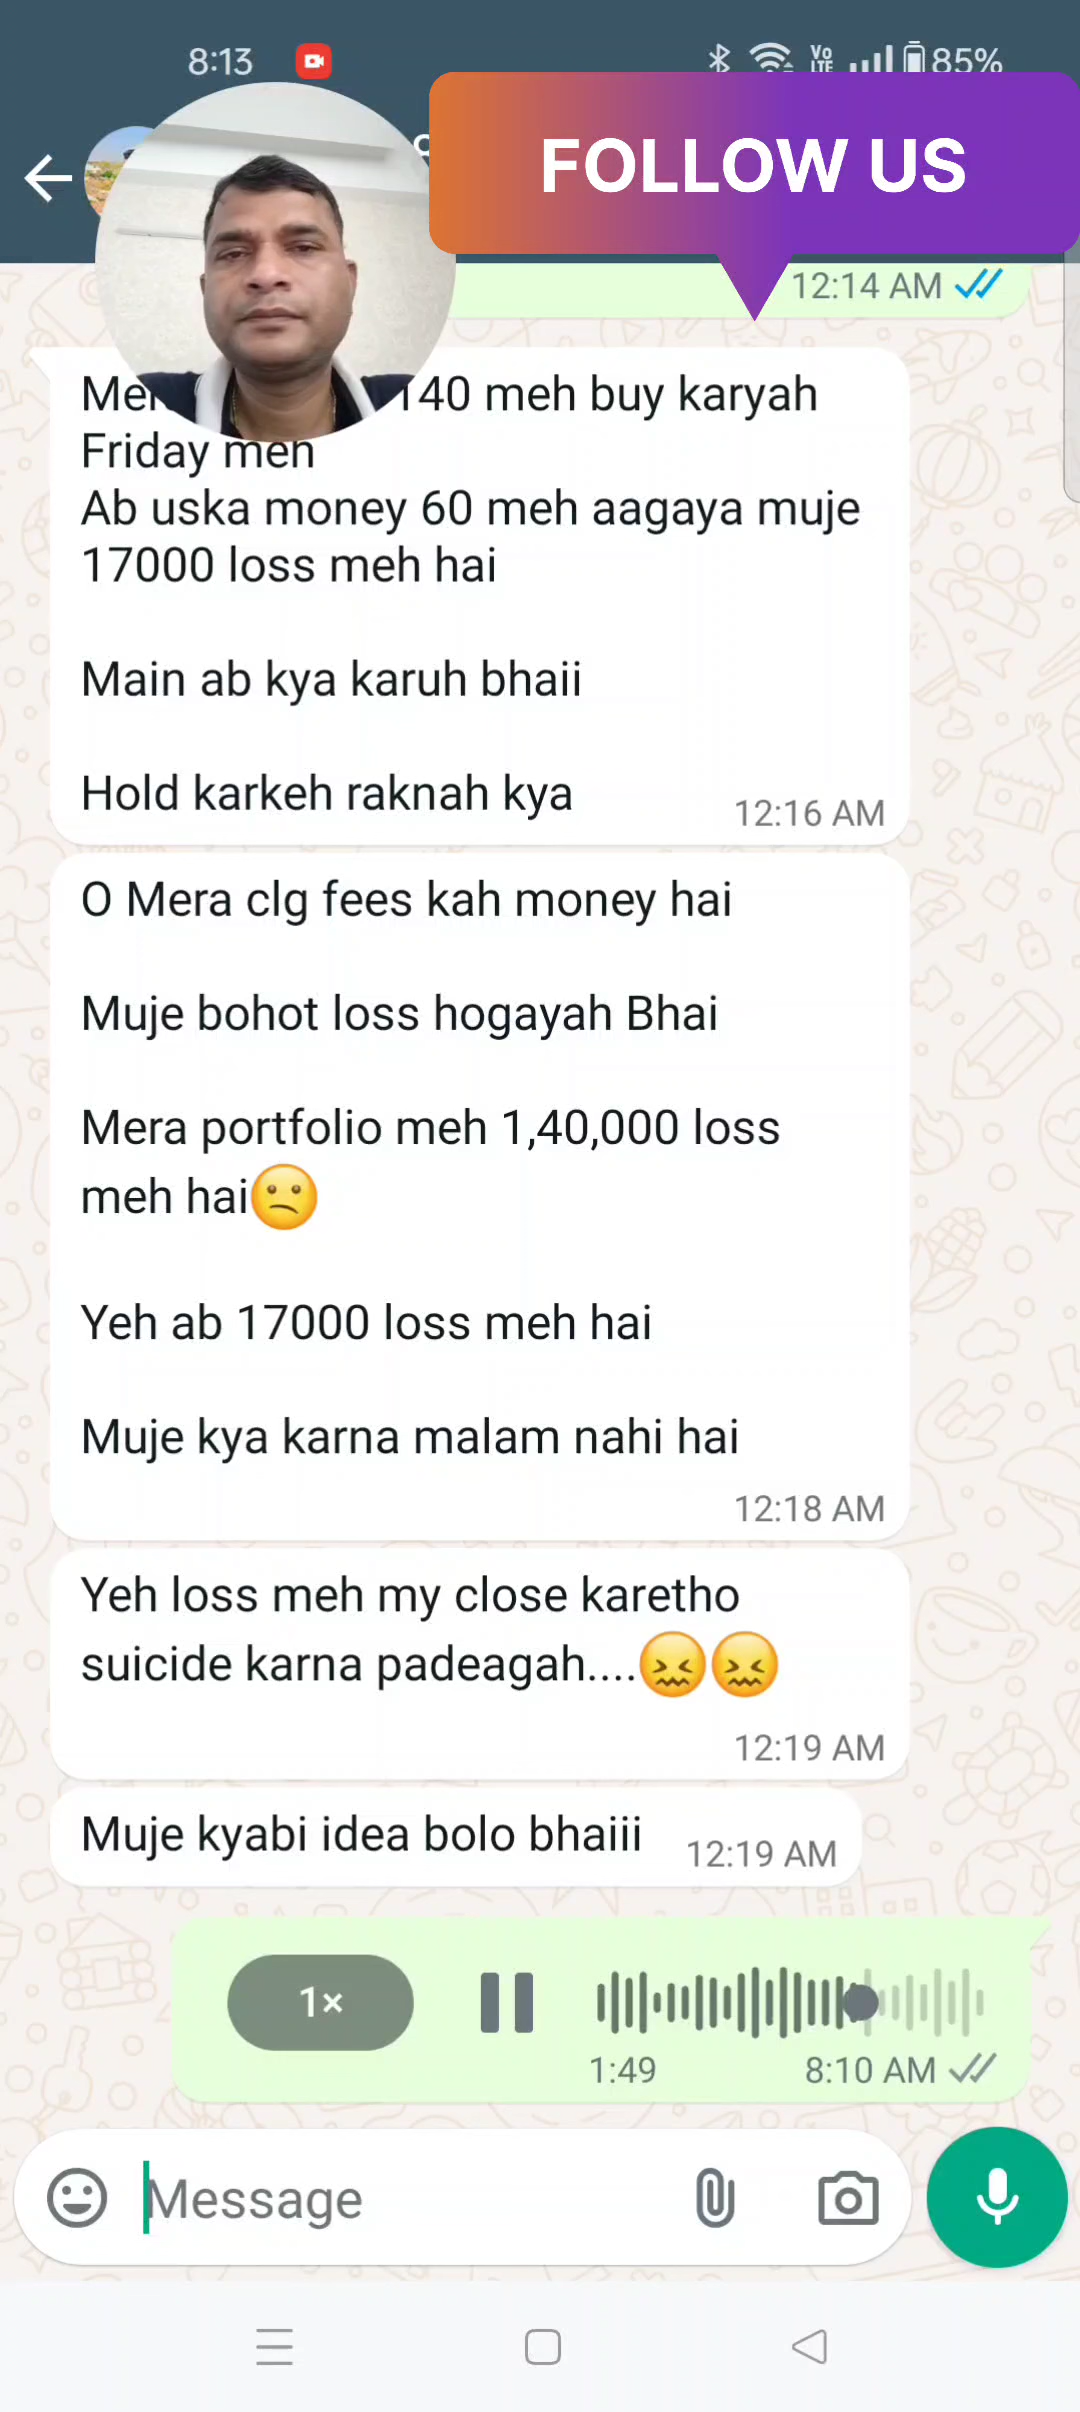 8:13
Vo
LTE
85%
FOLLOW US
12:14 AM
140 meh buy karyah
Friday meh
Ab uska money 60 meh aagaya muje
17000 loss meh hai
Main ab kya karuh bhaii
Hold karkeh raknah kya
12:16 AM
O Mera clg fees kah money hai
Muje bohot loss hogayah Bhai
Mera portfolio meh 1,40,000 loss
meh hai🙁
Yeh ab 17000 loss meh hai
Muje kya karna malam nahi hai
12:18 AM
Yeh loss meh my close karetho
suicide karna padeagah....😖😖
12:19 AM
Muje kyabi idea bolo bhaiii
12:19 AM
1×
1:49
8:10 AM
Message